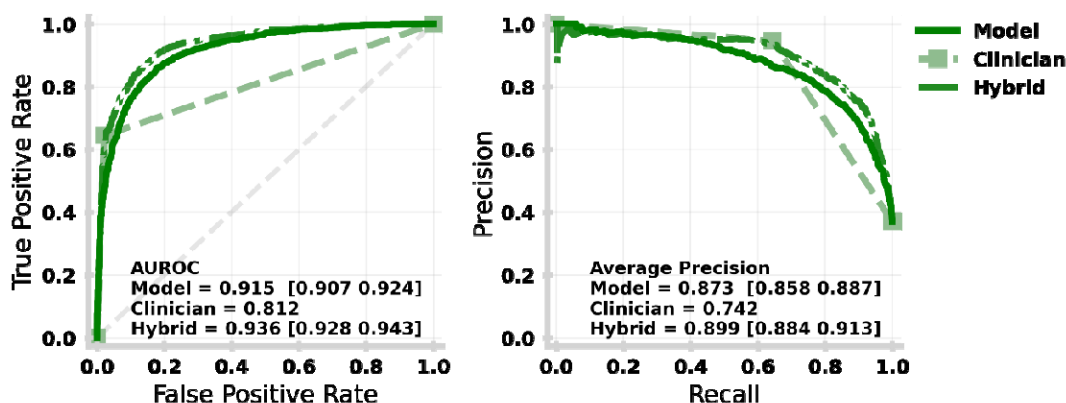 True Positive Rate
1.0
0.8
0.6
0.4
0.2
0.0
AUROC
Model = 0.915 [0.907 0.924]
Clinician = 0.812
Hybrid = 0.936 [0.928 0.943]
0.0 0.2 0.4 0.6 0.8 1.0
False Positive Rate
Precision
1.0
0.8
0.6
0.4
0.2
0.0
Average Precision
Model = 0.873 [0.858 0.887]
Clinician = 0.742
Hybrid = 0.899 [0.884 0.913]
0.0 0.2 0.4 0.6 0.8 1.0
Recall
Model
Clinician
Hybrid